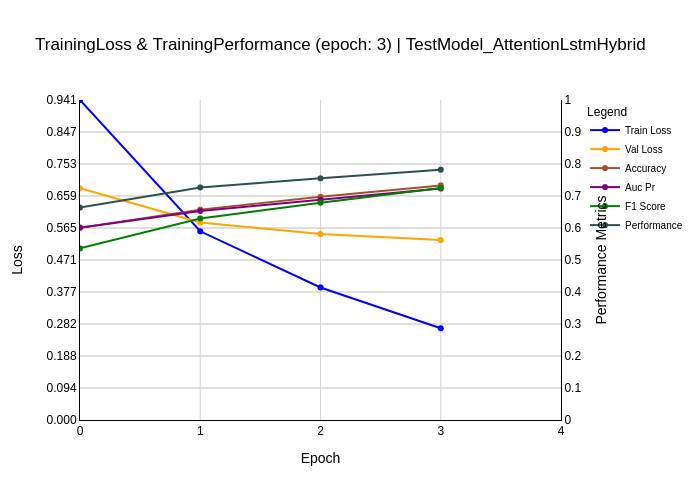 TrainingLoss & TrainingPerformance (epoch: 3) | TestModel_AttentionLstmHybrid
0.941
0.847
0.753
0.659
0.565
0.471
0.377
0.282
0.188
0.094
0.000
Loss
0
1
2
3
4
Epoch
1
0.9
0.8
0.7
0.6
0.5
0.4
0.3
0.2
0.1
0
Performance Metrics
Legend
Train Loss
Val Loss
Accuracy
Auc Pr
F1 Score
Performance